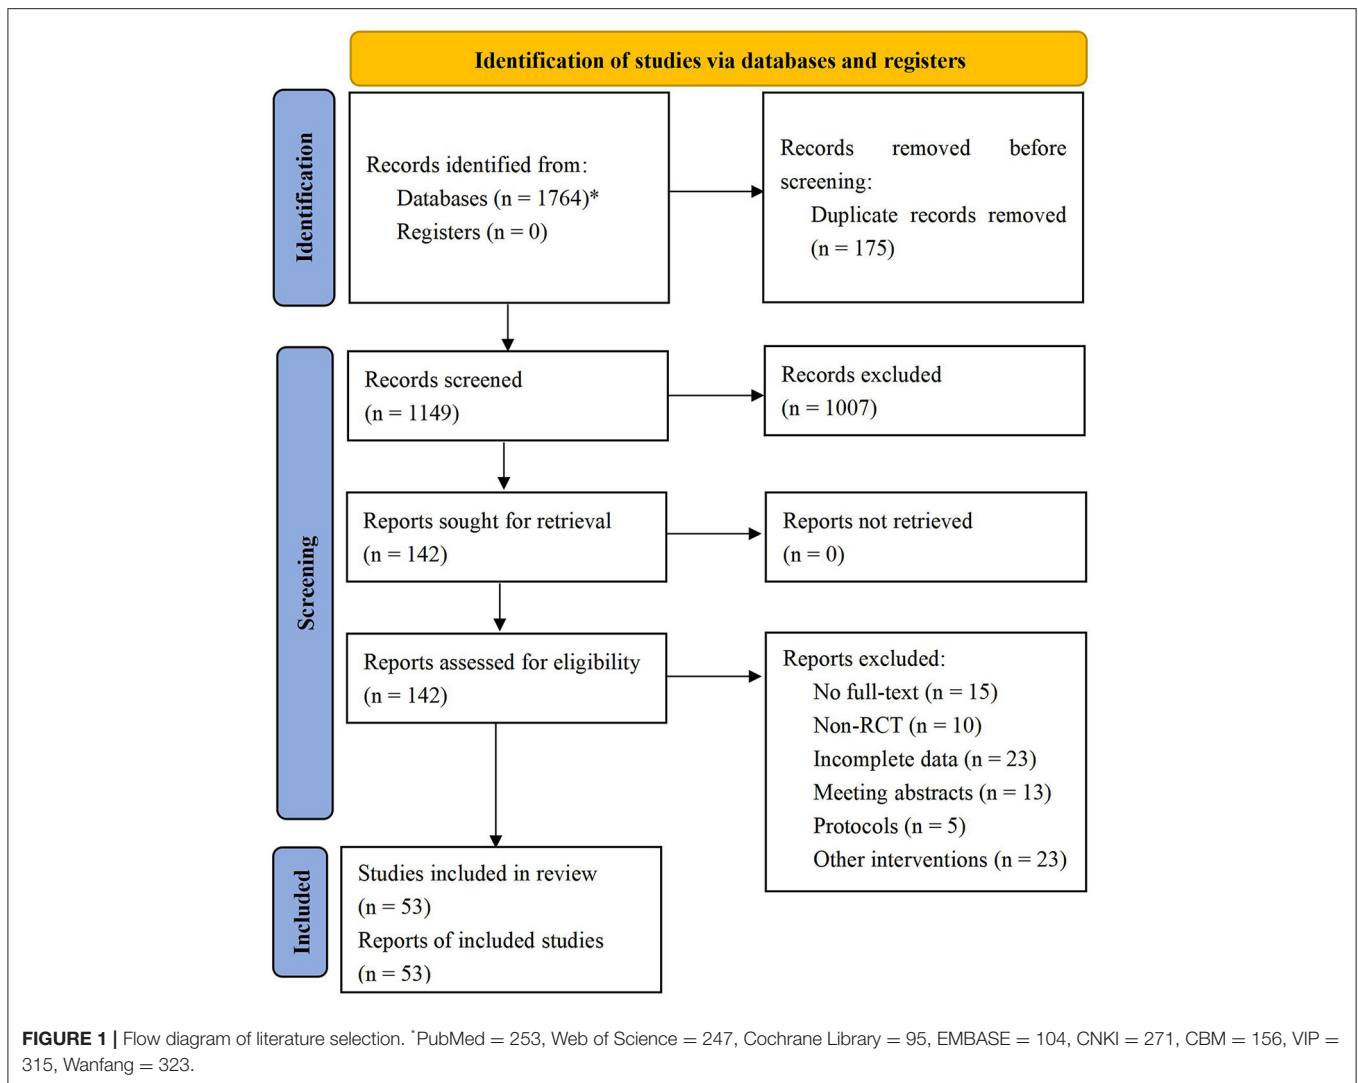 Identification of studies via databases and registers
Identification
Records identified from:
Databases (n = 1764)*
Registers (n = 0)
Records removed before
screening:
Duplicate records removed
(n = 175)
Screening
Records screened
(n = 1149)
Records excluded
(n = 1007)
Reports sought for retrieval
(n = 142)
Reports not retrieved
(n = 0)
Reports assessed for eligibility
(n = 142)
Reports excluded:
No full-text (n = 15)
Non-RCT (n = 10)
Incomplete data (n = 23)
Meeting abstracts (n = 13)
Protocols (n = 5)
Other interventions (n = 23)
Included
Studies included in review
(n = 53)
Reports of included studies
(n = 53)
FIGURE 1 | Flow diagram of literature selection. *PubMed = 253, Web of Science = 247, Cochrane Library = 95, EMBASE = 104, CNKI = 271, CBM = 156, VIP =
315, Wanfang = 323.